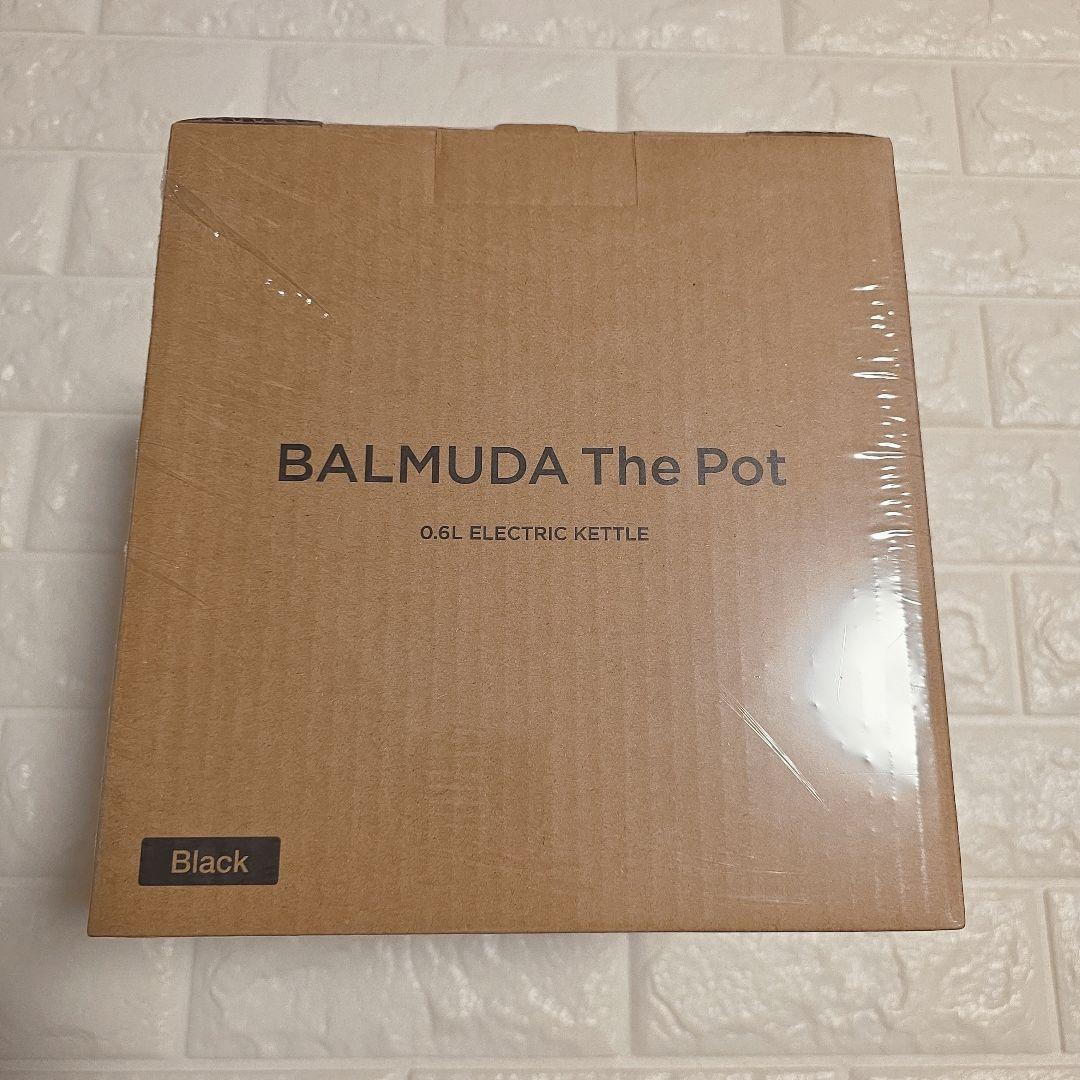 BALMUDA The Pot
0.6L ELECTRIC KETTLE
Black